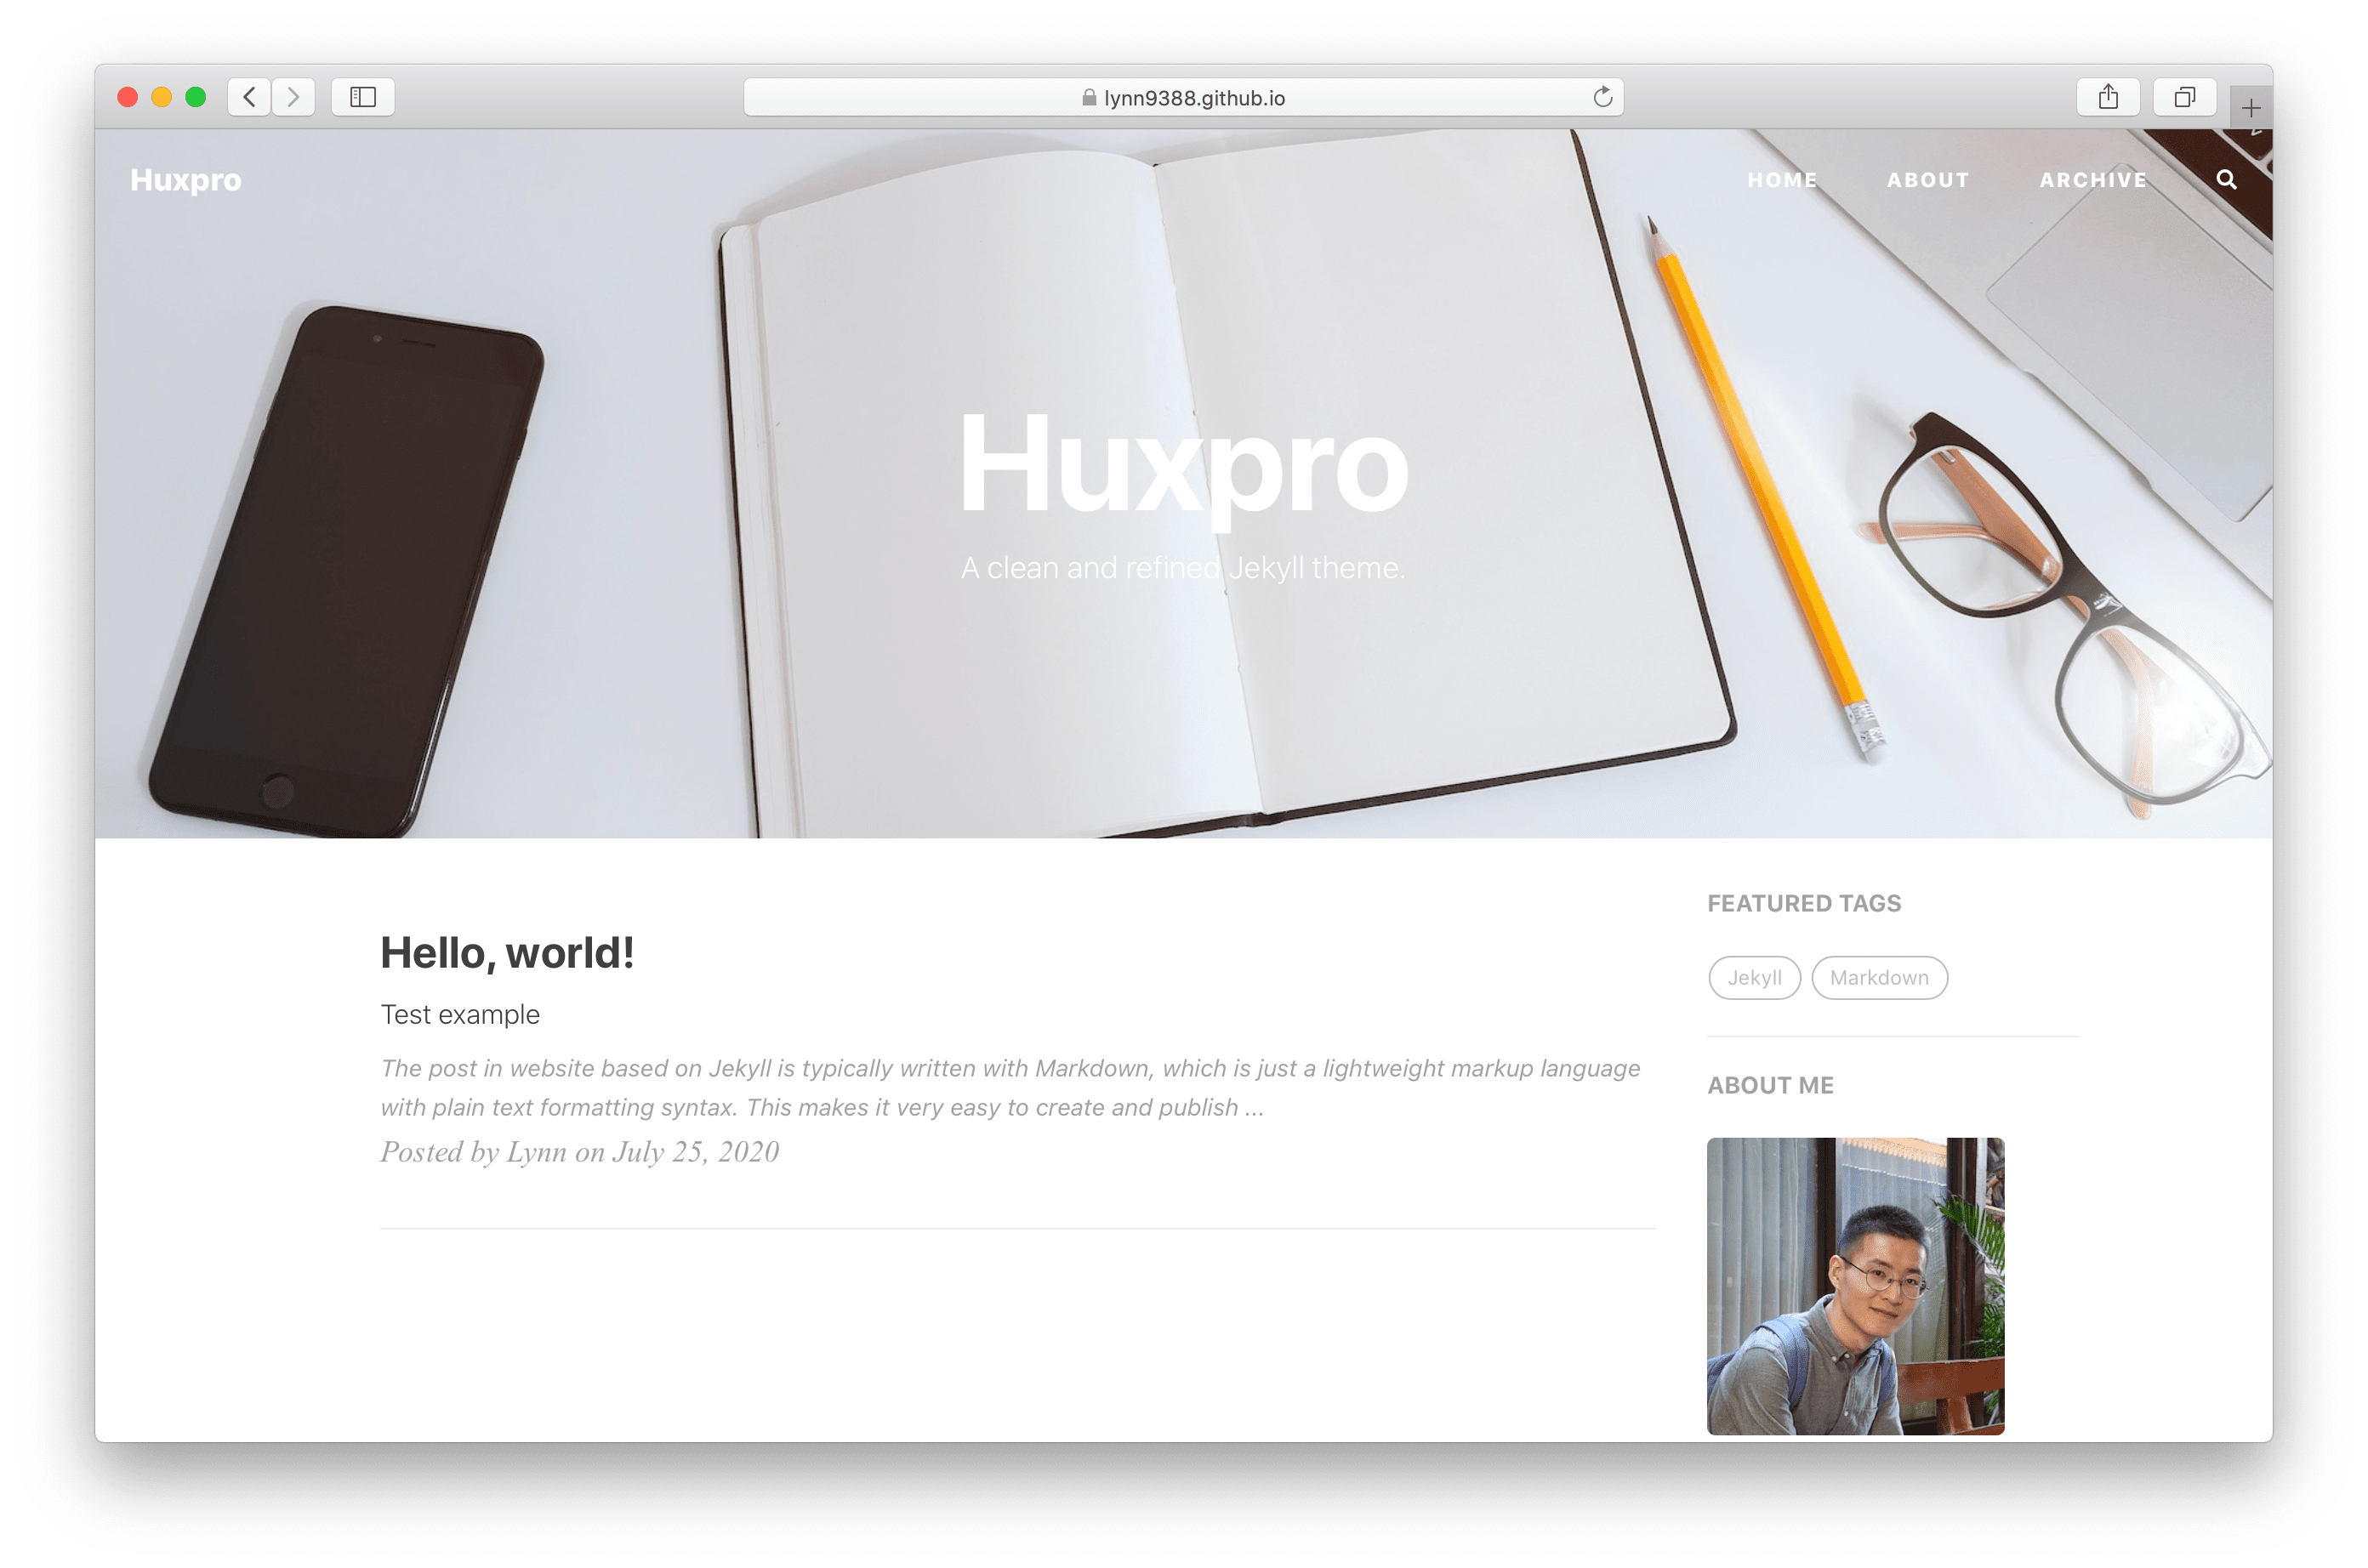 lynn9388.github.io
Huxpro
HOME ABOUT ARCHIVE
Huxpro
A clean and refined Jekyll theme.
Hello, world!
Test example
The post in website based on Jekyll is typically written with Markdown, which is just a lightweight markup language
with plain text formatting syntax. This makes it very easy to create and publish ...
Posted by Lynn on July 25, 2020
FEATURED TAGS
Jekyll Markdown
ABOUT ME